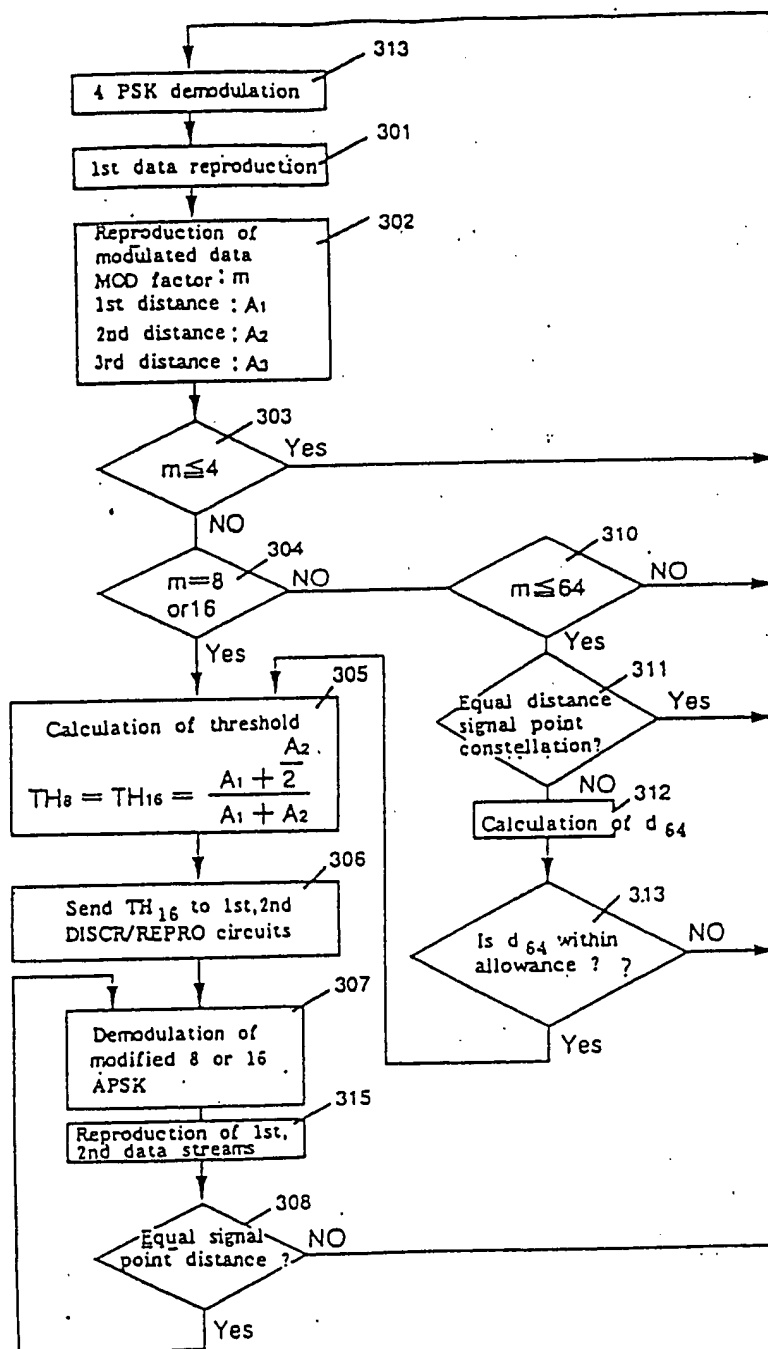 313
4 PSK demodulation
301
1st data reproduction
302
Reproduction of
modulated data
MOD factor : m
1st distance : A1
2nd distance : A2
3rd distance : A3
303
Yes
m≦4
NO
304
310
m=8
or16
NO
m≦64
NO
Yes
Yes
305
311
Calculation of threshold
TH8 = TH16 = (A1 + A2/2) / (A1 + A2)
Equal distance
signal point
constellation?
Yes
NO
312
Calculation of d64
306
Send TH16 to 1st,2nd
DISCR/REPRO circuits
313
Is d64 within
allowance ? ?
NO
Yes
307
Demodulation of
modified 8 or 16
APSK
315
Reproduction of 1st,
2nd data streams
308
Equal signal
point distance ?
NO
Yes